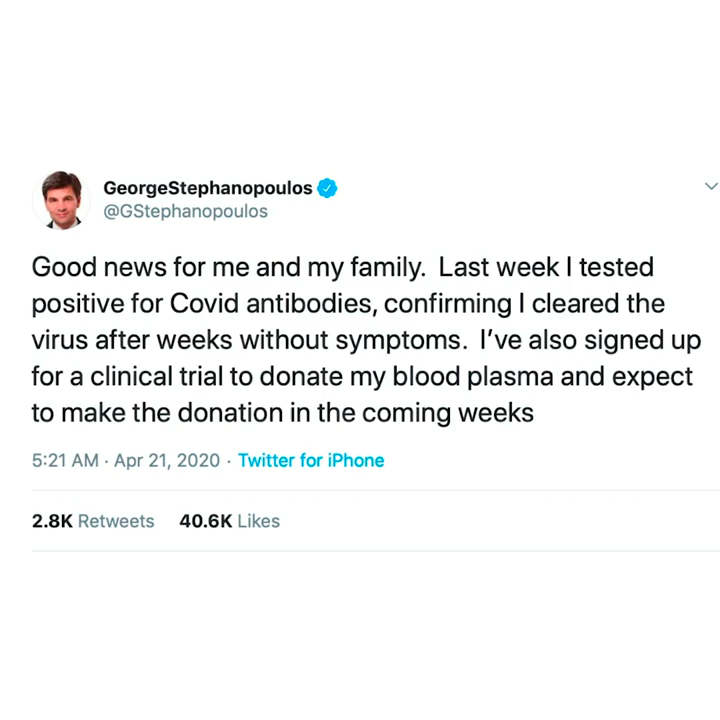 GeorgeStephanopoulos
@GStephanopoulos
Good news for me and my family.  Last week I tested
positive for Covid antibodies, confirming I cleared the
virus after weeks without symptoms.  I’ve also signed up
for a clinical trial to donate my blood plasma and expect
to make the donation in the coming weeks
5:21 AM · Apr 21, 2020 · Twitter for iPhone
2.8K Retweets 40.6K Likes